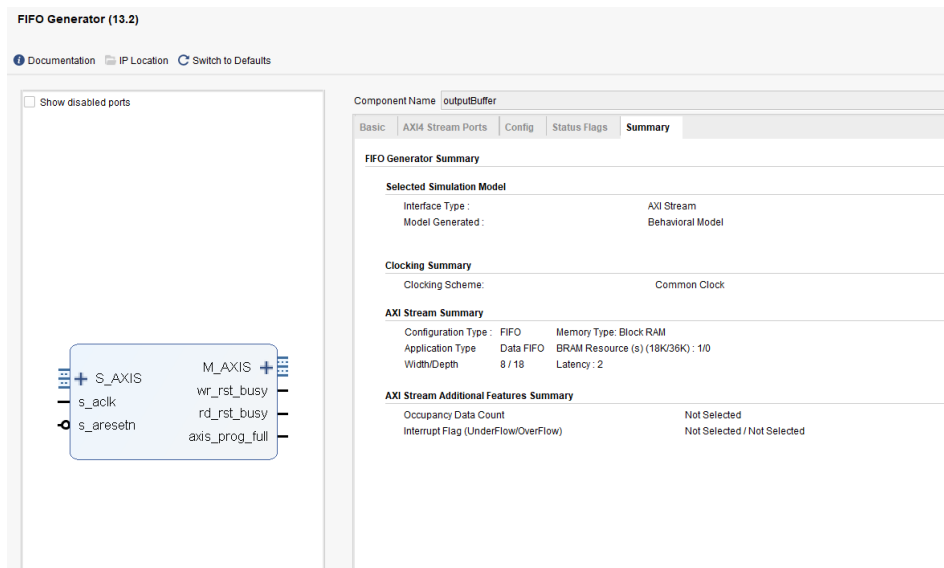 FIFO Generator (13.2)
Documentation IP Location Switch to Defaults
Show disabled ports
S_AXIS
s_aclk
s_aresetn
M_AXIS
wr_rst_busy
rd_rst_busy
axis_prog_full
Component Name outputBuffer
Basic AXI4 Stream Ports Config Status Flags Summary
FIFO Generator Summary
Selected Simulation Model
Interface Type : AXI Stream
Model Generated : Behavioral Model
Clocking Summary
Clocking Scheme: Common Clock
AXI Stream Summary
Configuration Type : FIFO Memory Type: Block RAM
Application Type Data FIFO BRAM Resource (s) (18K/36K) : 1/0
Width/Depth 8 / 18 Latency : 2
AXI Stream Additional Features Summary
Occupancy Data Count Not Selected
Interrupt Flag (UnderFlow/OverFlow) Not Selected / Not Selected